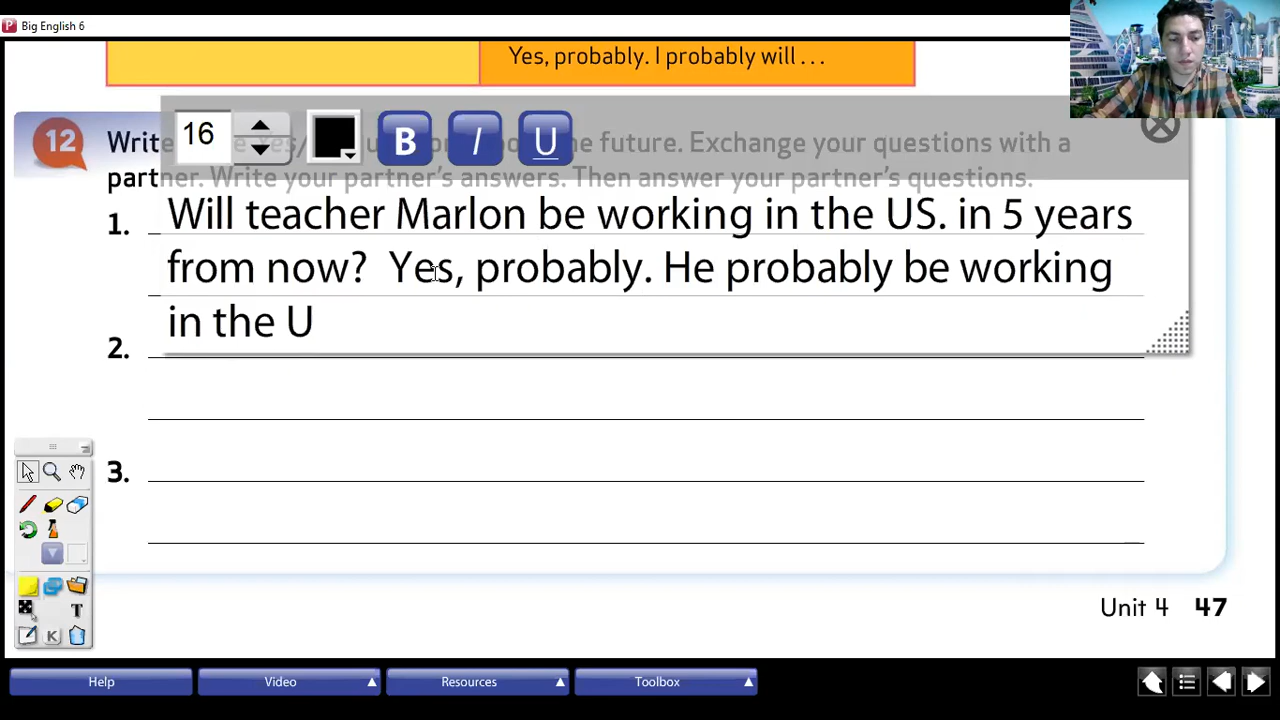 Big English 6
Yes, probably. I probably will . . .
16
B I U
12
Write
the future. Exchange your questions with a
partner. Write your partner's answers. Then answer your partner's questions.
1.
Will teacher Marlon be working in the US. in 5 years
from now? Yes, probably. He probably be working
in the U
2.
3.
T
K
Unit 4 47
Help Video Resources Toolbox